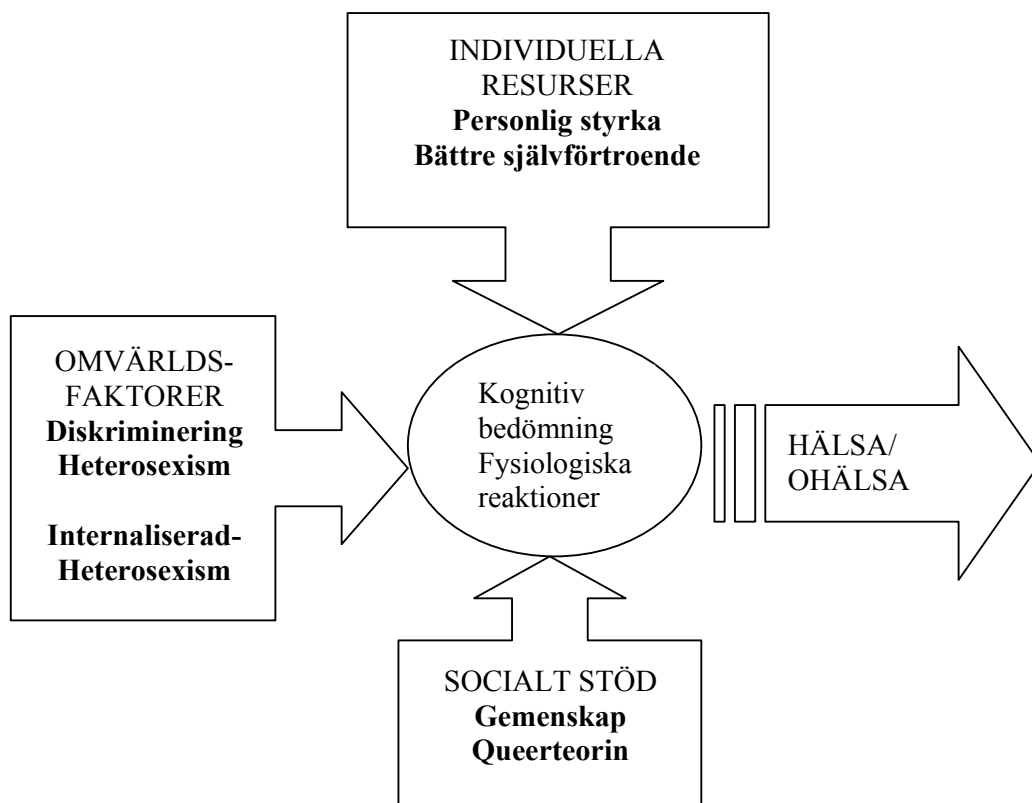 INDIVIDUELLA
RESURSER
Personlig styrka
Bättre självförtroende
OMVÄRLDS-
FAKTORER
Diskriminering
Heterosexism
Internaliserad-
Heterosexism
Kognitiv
bedömning
Fysiologiska
reaktioner
HÄLSA/
OHÄLSA
SOCIALT STÖD
Gemenskap
Queerteorin